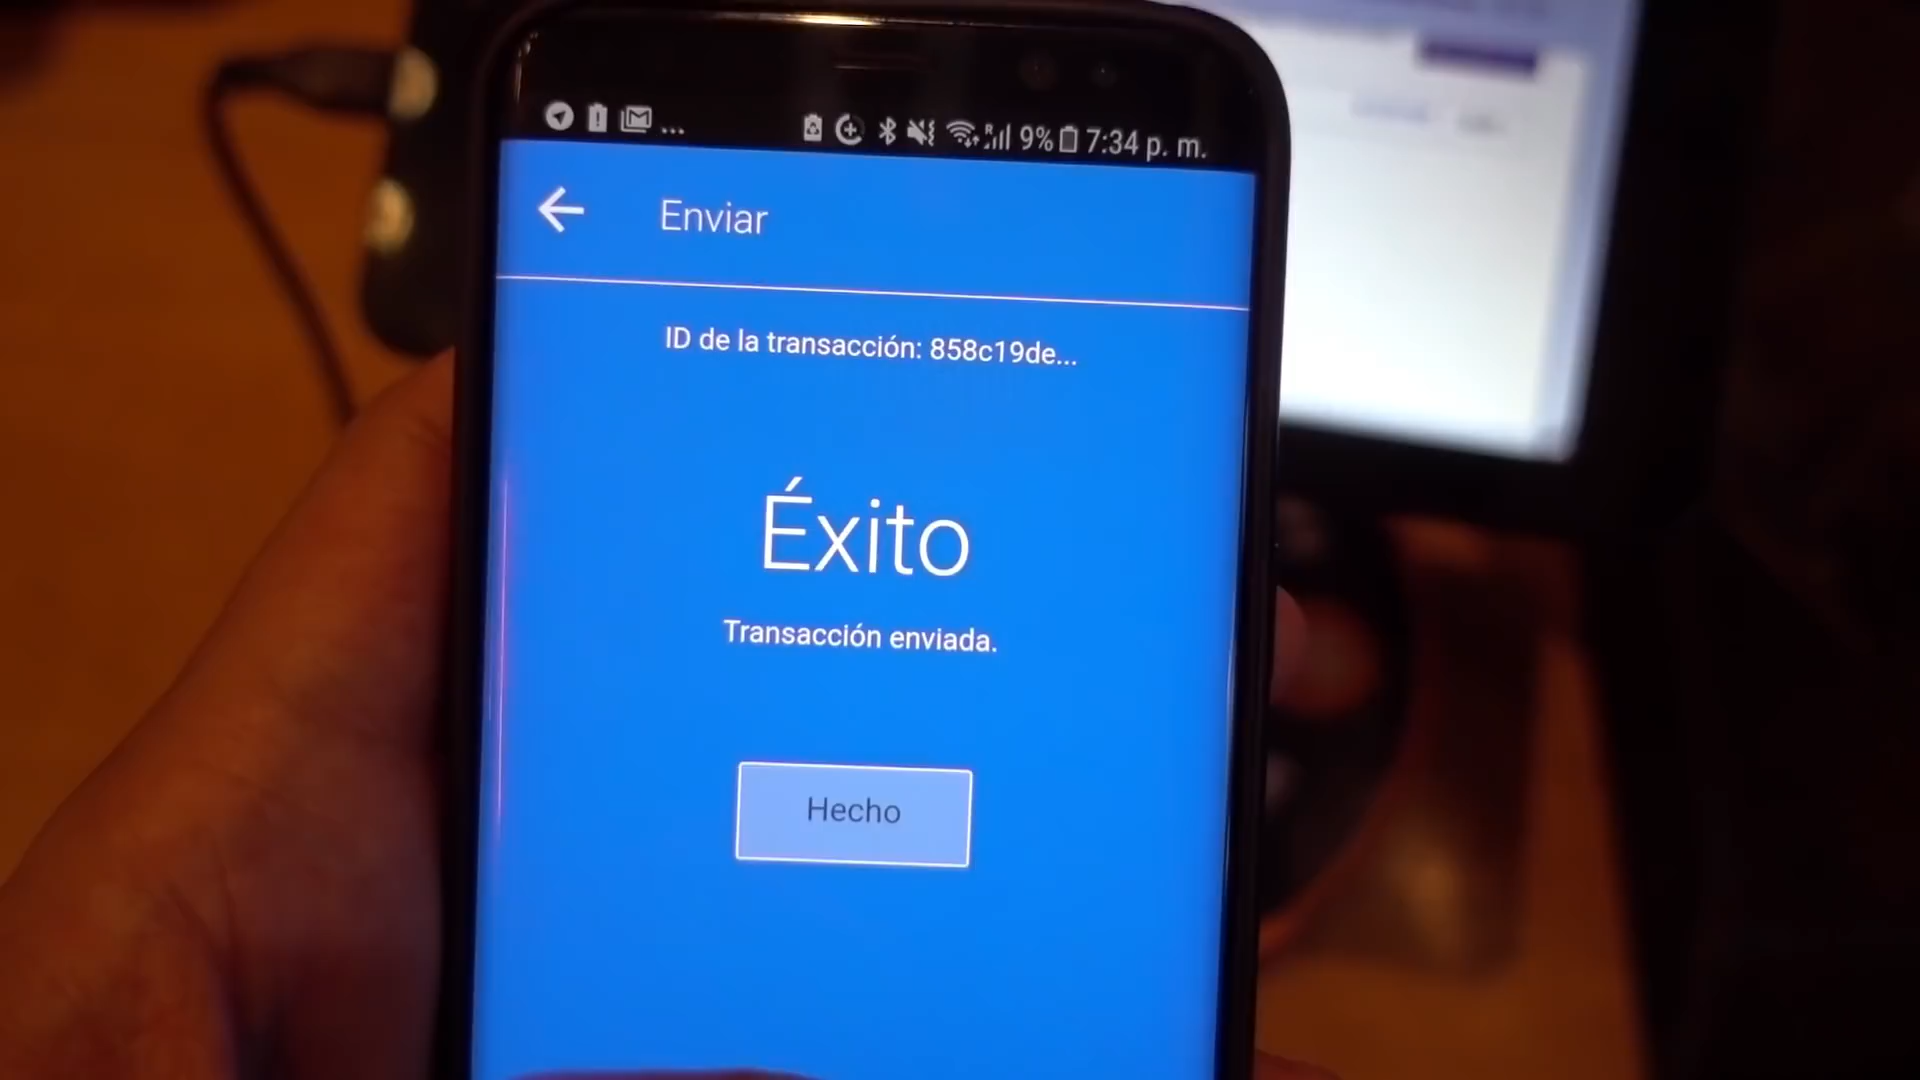 9% 7:34 p. m.
Enviar
ID de la transacción: 858c19de...
Éxito
Transacción enviada.
Hecho